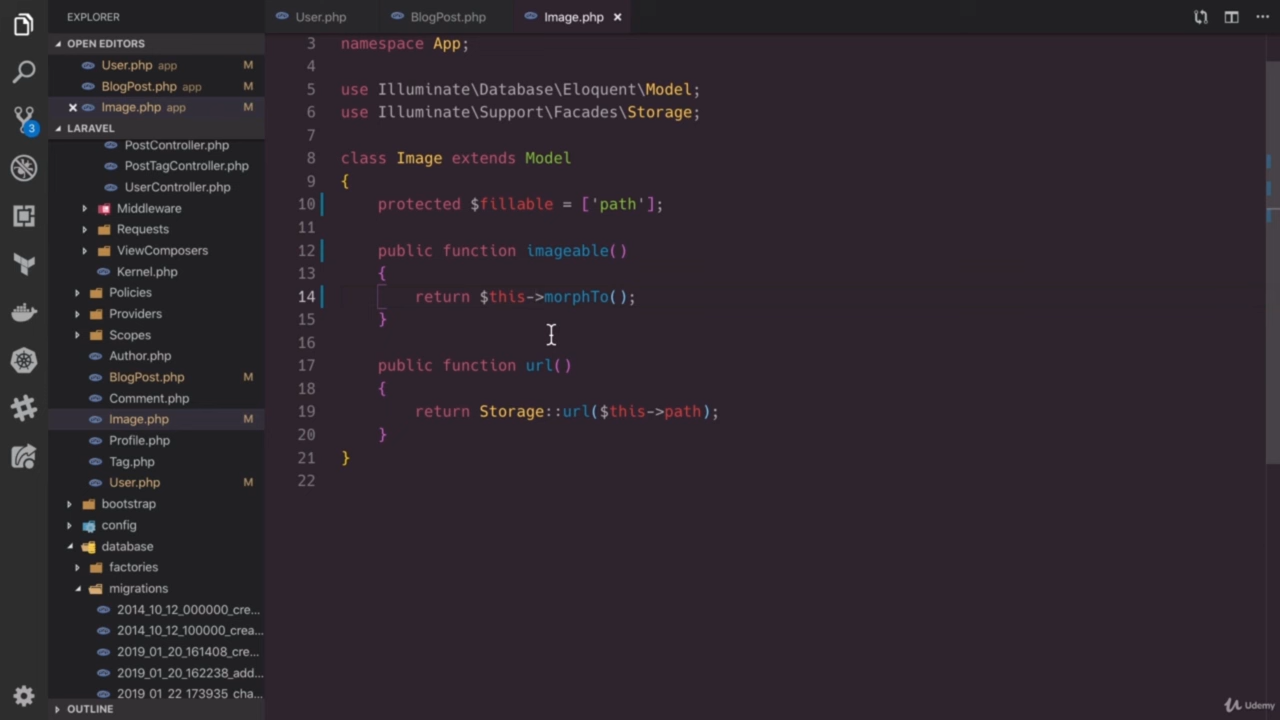 EXPLORER
OPEN EDITORS
User.php app M
BlogPost.php app M
Image.php app M
LARAVEL
PostController.php
PostTagController.php
UserController.php
Middleware
Requests
ViewComposers
Kernel.php
Policies
Providers
Scopes
Author.php
BlogPost.php M
Comment.php
Image.php M
Profile.php
Tag.php
User.php M
bootstrap
config
database
factories
migrations
2014_10_12_000000_cre...
2014_10_12_100000_crea...
2019_01_20_161408_cre...
2019_01_20_162238_add...
2019_01_22_173935_cha...
OUTLINE
3
User.php BlogPost.php Image.php
3 namespace App;
4
5 use Illuminate\Database\Eloquent\Model;
6 use Illuminate\Support\Facades\Storage;
7
8 class Image extends Model
9 {
10 protected $fillable = ['path'];
11
12 public function imageable()
13 {
14 return $this->morphTo();
15 }
16
17 public function url()
18 {
19 return Storage::url($this->path);
20 }
21 }
22
Udemy